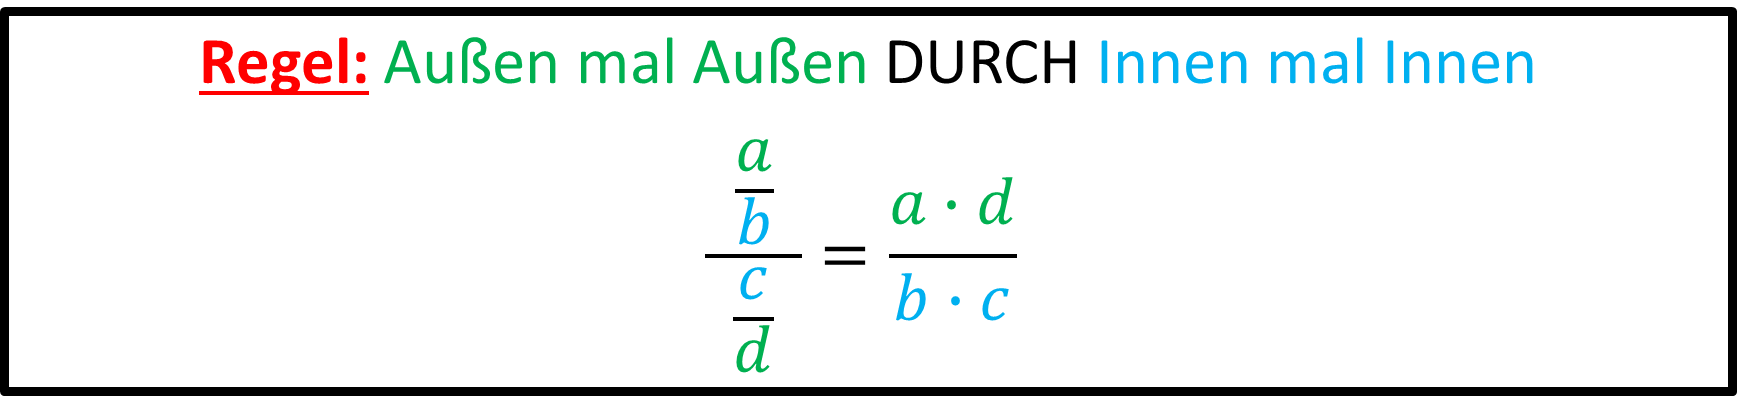 Regel: Außen mal Außen DURCH Innen mal Innen
a
b
c
d
=
a · d
b · c